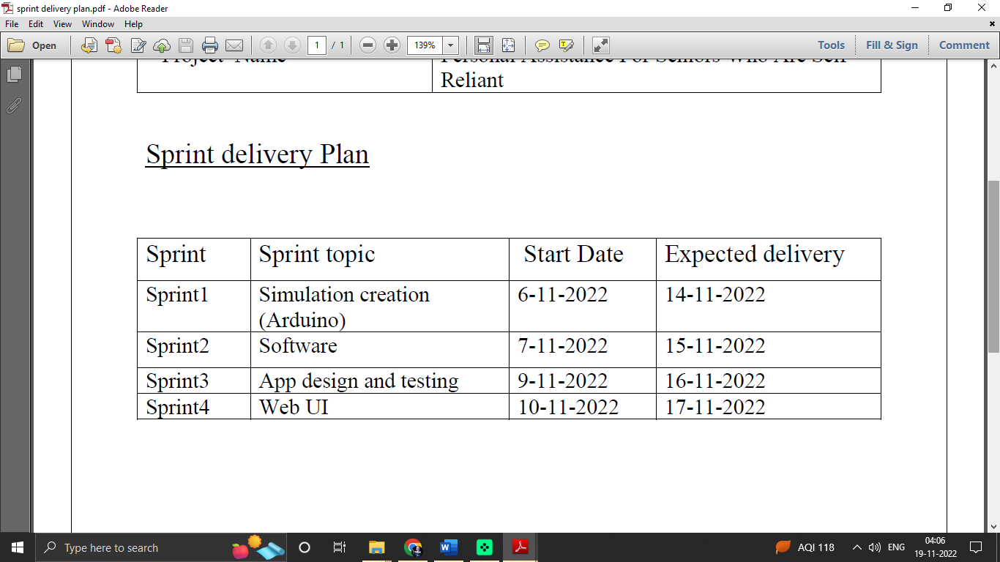 sprint delivery plan.pdf - Adobe Reader
File Edit View Window Help
Open 1 / 1 139% Tools Fill & Sign Comment
Project Name Personal Assistance For Seniors Who Are Self
Reliant
Sprint delivery Plan
Sprint Sprint topic Start Date Expected delivery
Sprint1 Simulation creation 6-11-2022 14-11-2022
(Arduino)
Sprint2 Software 7-11-2022 15-11-2022
Sprint3 App design and testing 9-11-2022 16-11-2022
Sprint4 Web UI 10-11-2022 17-11-2022
Type here to search AQI 118 ENG 04:06
19-11-2022